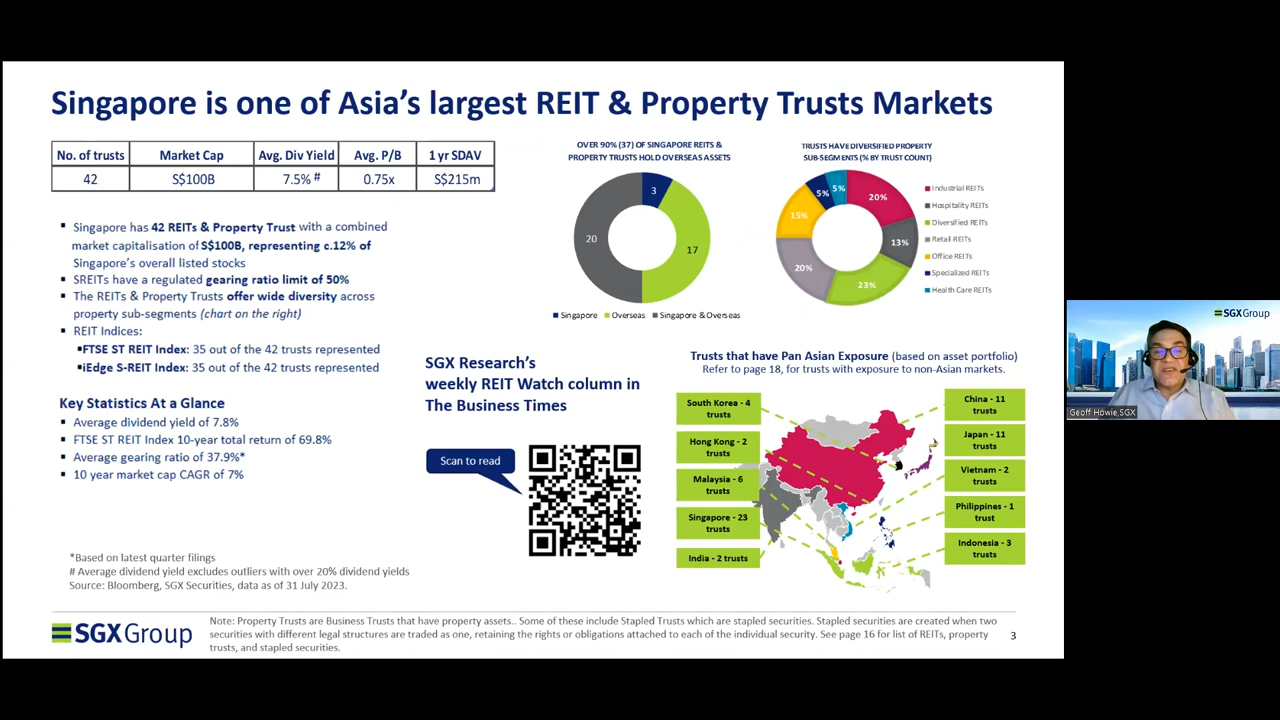 Singapore is one of Asia's largest REIT & Property Trusts Markets
No. of trusts Market Cap Avg. Div Yield Avg. P/B 1 yr SDAV
42 S$100B 7.5% # 0.75x S$215m
▪ Singapore has 42 REITs & Property Trust with a combined
market capitalisation of S$100B, representing c.12% of
Singapore's overall listed stocks
▪ SREITs have a regulated gearing ratio limit of 50%
▪ The REITs & Property Trusts offer wide diversity across
property sub-segments (chart on the right)
▪ REIT Indices:
▪FTSE ST REIT Index: 35 out of the 42 trusts represented
▪iEdge S-REIT Index: 35 out of the 42 trusts represented
Key Statistics At a Glance
▪ Average dividend yield of 7.8%
▪ FTSE ST REIT Index 10-year total return of 69.8%
▪ Average gearing ratio of 37.9%*
▪ 10 year market cap CAGR of 7%
*Based on latest quarter filings
# Average dividend yield excludes outliers with over 20% dividend yields
Source: Bloomberg, SGX Securities, data as of 31 July 2023.
OVER 90% (37) OF SINGAPORE REITS &
PROPERTY TRUSTS HOLD OVERSEAS ASSETS
3
20
17
Singapore Overseas Singapore & Overseas
TRUSTS HAVE DIVERSIFIED PROPERTY
SUB-SEGMENTS (% BY TRUST COUNT)
5% 5% 20%
15%
13%
20%
23%
Industrial REITs
Hospitality REITs
Diversified REITs
Retail REITs
Office REITs
Specialized REITs
Health Care REITs
SGX Research's
weekly REIT Watch column in
The Business Times
Scan to read
Trusts that have Pan Asian Exposure (based on asset portfolio)
Refer to page 18, for trusts with exposure to non-Asian markets.
South Korea - 4
trusts
Hong Kong - 2
trusts
Malaysia - 6
trusts
Singapore - 23
trusts
India - 2 trusts
China - 11
trusts
Japan - 11
trusts
Vietnam - 2
trusts
Philippines - 1
trust
Indonesia - 3
trusts
SGXGroup
Note: Property Trusts are Business Trusts that have property assets.. Some of these include Stapled Trusts which are stapled securities. Stapled securities are created when two
securities with different legal structures are traded as one, retaining the rights or obligations attached to each of the individual security. See page 16 for list of REITs, property
trusts, and stapled securities.
3
SGXGroup
Geoff Howie,SGX